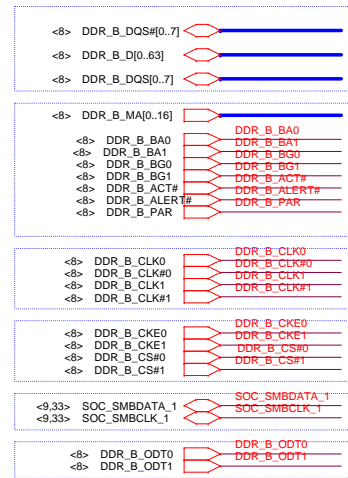 <8> DDR_B_DQS#[0..7]
<8> DDR_B_D[0..63]
<8> DDR_B_DQS[0..7]
<8> DDR_B_MA[0..16]
<8> DDR_B_BA0 DDR_B_BA0
<8> DDR_B_BA1 DDR_B_BA1
<8> DDR_B_BG0 DDR_B_BG0
<8> DDR_B_BG1 DDR_B_BG1
<8> DDR_B_ACT# DDR_B_ACT#
<8> DDR_B_ALERT# DDR_B_ALERT#
<8> DDR_B_PAR DDR_B_PAR
<8> DDR_B_CLK0 DDR_B_CLK0
<8> DDR_B_CLK#0 DDR_B_CLK#0
<8> DDR_B_CLK1 DDR_B_CLK1
<8> DDR_B_CLK#1 DDR_B_CLK#1
<8> DDR_B_CKE0 DDR_B_CKE0
<8> DDR_B_CKE1 DDR_B_CKE1
<8> DDR_B_CS#0 DDR_B_CS#0
<8> DDR_B_CS#1 DDR_B_CS#1
<9,33> SOC_SMBDATA_1 SOC_SMBDATA_1
<9,33> SOC_SMBCLK_1 SOC_SMBCLK_1
<8> DDR_B_ODT0 DDR_B_ODT0
<8> DDR_B_ODT1 DDR_B_ODT1